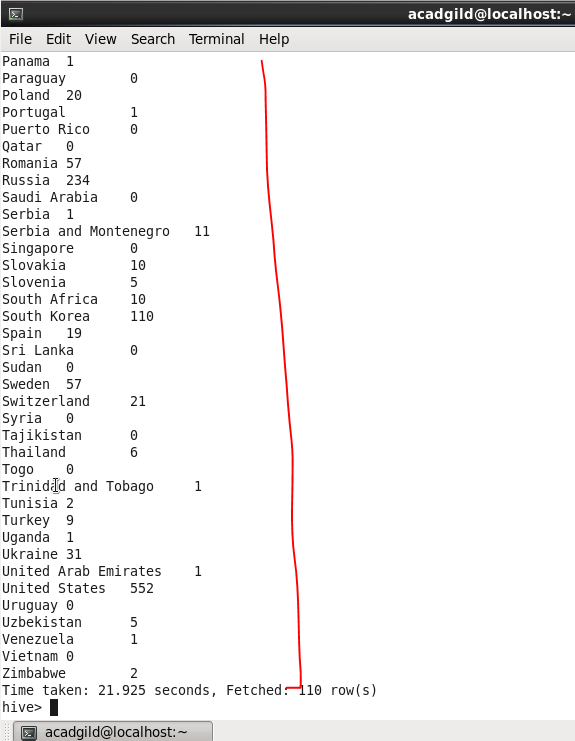 acadgild@localhost:~
File Edit View Search Terminal Help
Panama 1
Paraguay 0
Poland 20
Portugal 1
Puerto Rico 0
Qatar 0
Romania 57
Russia 234
Saudi Arabia 0
Serbia 1
Serbia and Montenegro 11
Singapore 0
Slovakia 10
Slovenia 5
South Africa 10
South Korea 110
Spain 19
Sri Lanka 0
Sudan 0
Sweden 57
Switzerland 21
Syria 0
Tajikistan 0
Thailand 6
Togo 0
Trinidad and Tobago 1
Tunisia 2
Turkey 9
Uganda 1
Ukraine 31
United Arab Emirates 1
United States 552
Uruguay 0
Uzbekistan 5
Venezuela 1
Vietnam 0
Zimbabwe 2
Time taken: 21.925 seconds, Fetched: 110 row(s)
hive>
acadgild@localhost:~